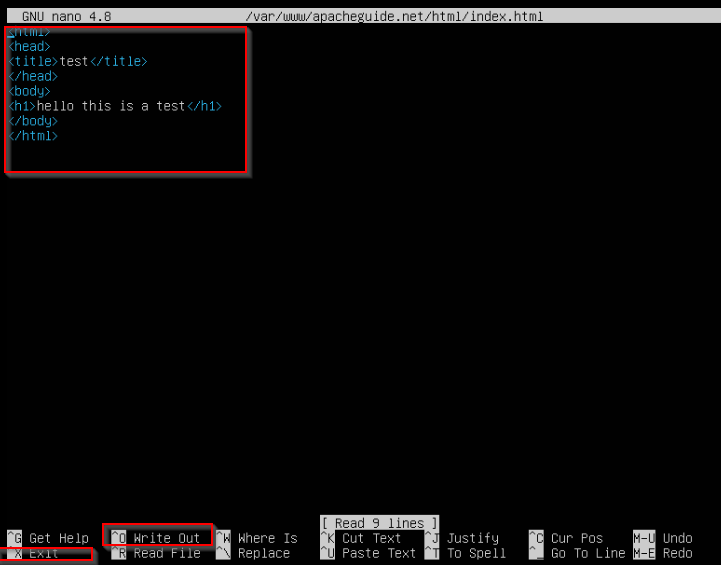 GNU nano 4.8 /var/www/apacheguide.net/html/index.html
<html>
<head>
<title>test</title>
</head>
<body>
<h1>hello this is a test</h1>
</body>
</html>
[ Read 9 lines ]
^G Get Help ^O Write Out ^W Where Is ^K Cut Text ^J Justify ^C Cur Pos M-U Undo
^X Exit ^R Read File ^\ Replace ^U Paste Text ^T To Spell ^_ Go To Line M-E Redo